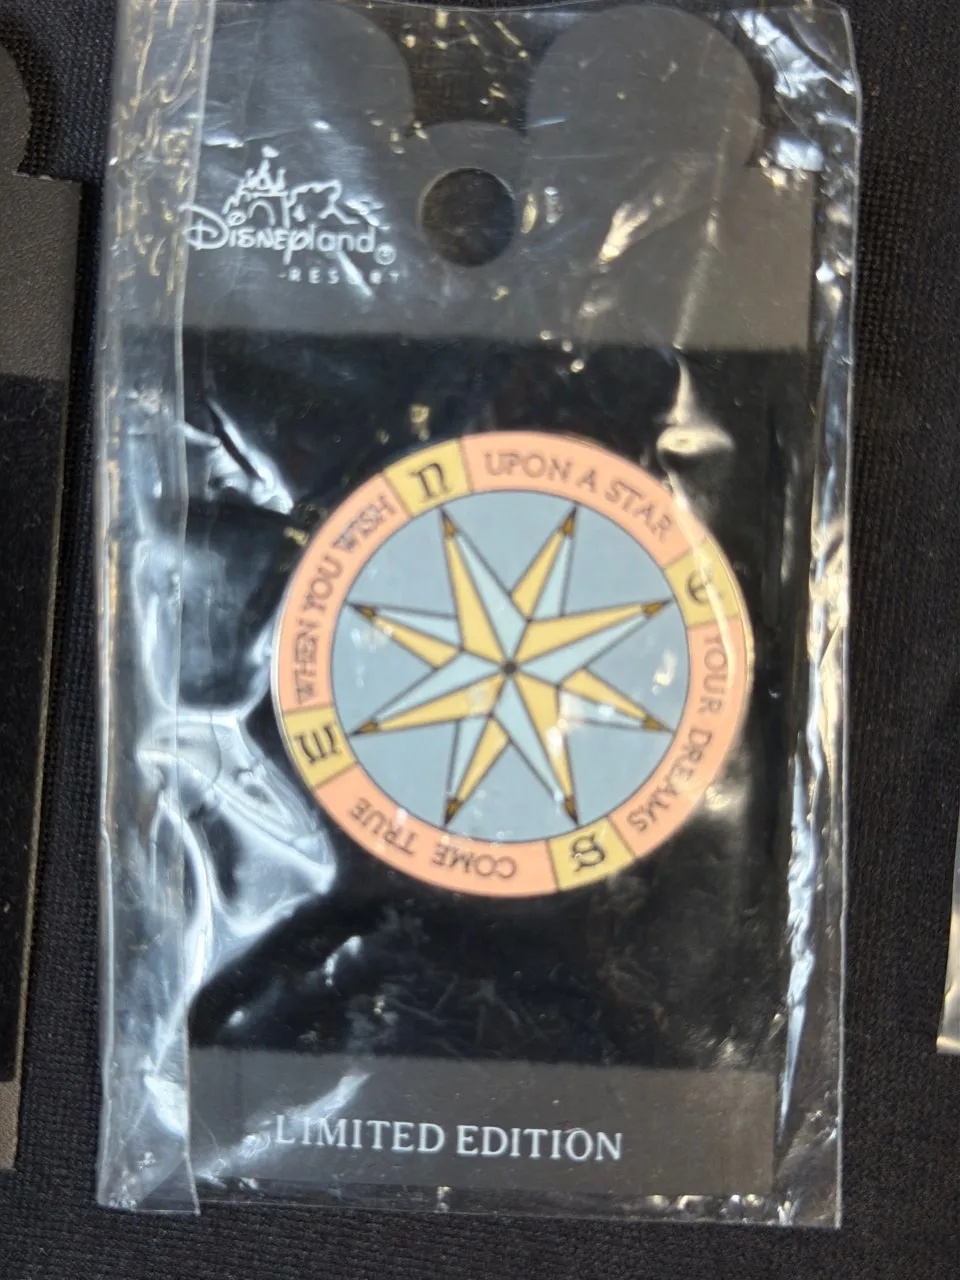 Disneyland®
RESORT
n
UPON A STAR
e
YOUR DREAMS
S
COME TRUE
W
WHEN YOU WISH
LIMITED EDITION